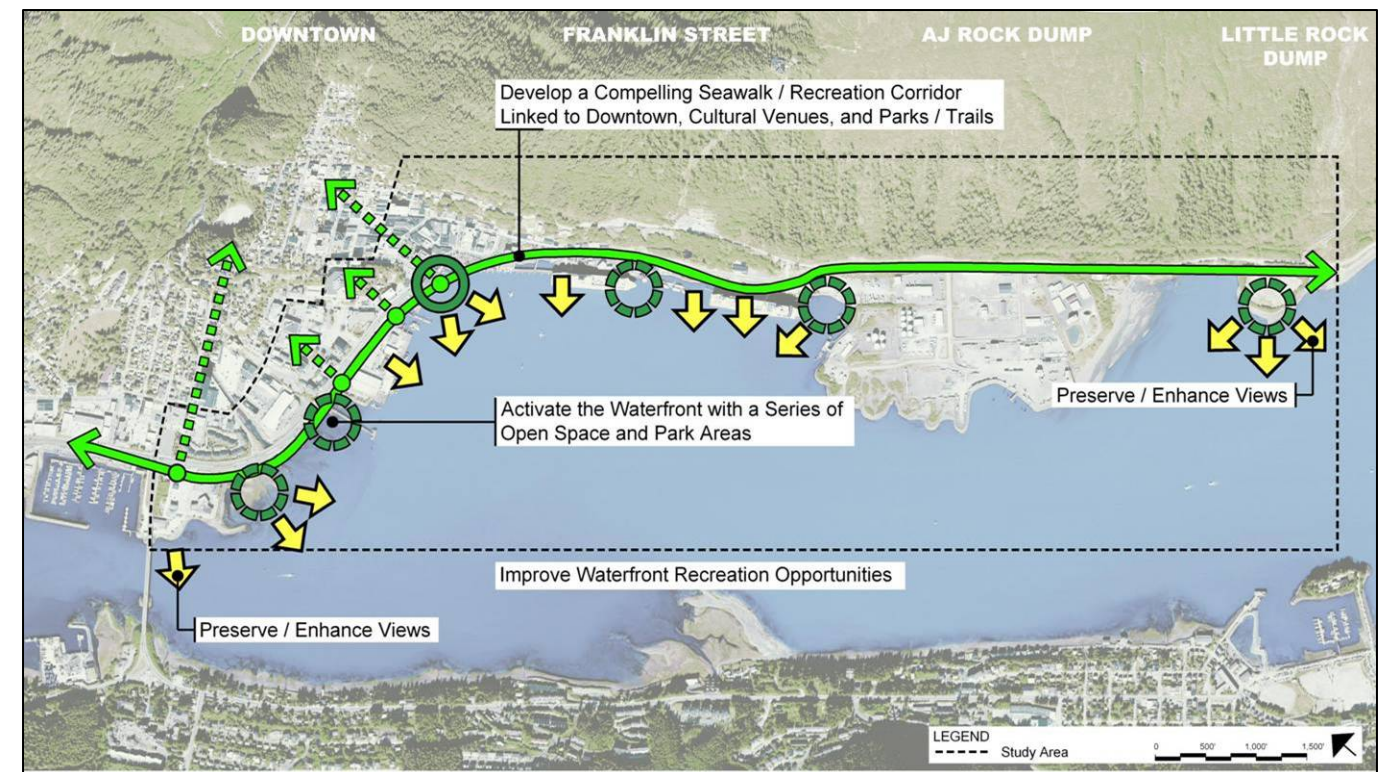 DOWNTOWN
FRANKLIN STREET
AJ ROCK DUMP
LITTLE ROCK
DUMP
Develop a Compelling Seawalk / Recreation Corridor
Linked to Downtown, Cultural Venues, and Parks / Trails
Preserve / Enhance Views
Activate the Waterfront with a Series of
Open Space and Park Areas
Improve Waterfront Recreation Opportunities
Preserve / Enhance Views
LEGEND
Study Area
0 500' 1,000' 1,500'